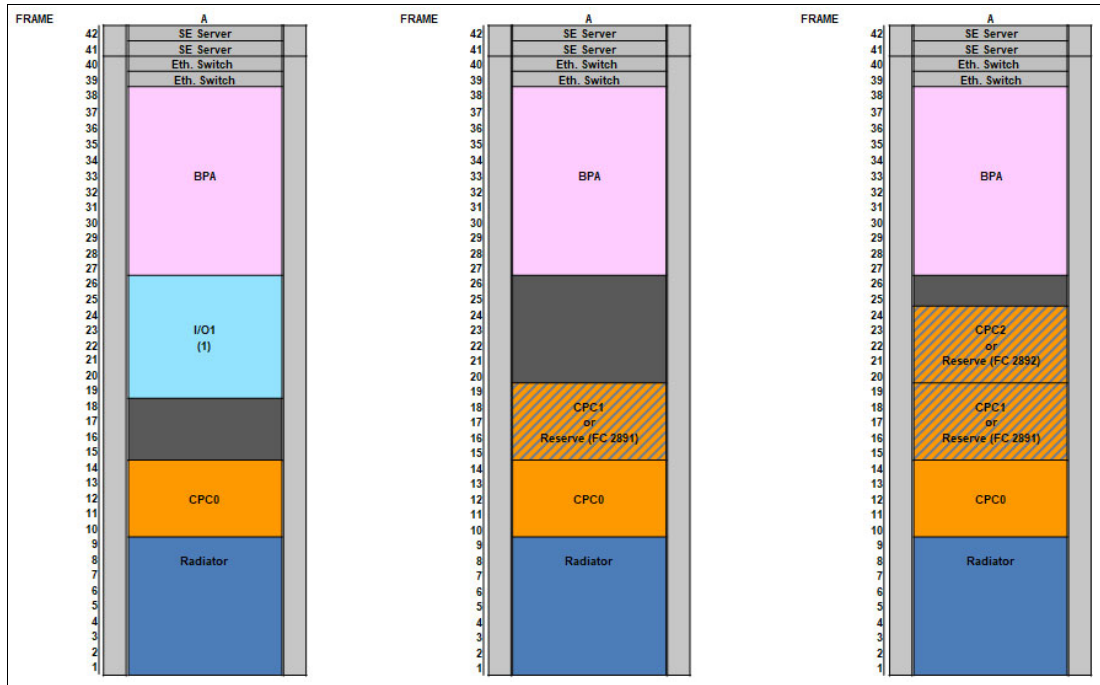 FRAME A
42 SE Server
41 SE Server
40 Eth. Switch
39 Eth. Switch
38
37
36
35
34
33 BPA
32
31
30
29
28
27
26
25
24
23 I/O1
22 (1)
21
20
19
18
17
16
15
14
13
12 CPC0
11
10
9
8 Radiator
7
6
5
4
3
2
1
FRAME A
42 SE Server
41 SE Server
40 Eth. Switch
39 Eth. Switch
38
37
36
35
34
33 BPA
32
31
30
29
28
27
26
25
24
23
22
21
20
19
18 CPC1
17 or
16 Reserve (FC 2891)
15
14
13
12 CPC0
11
10
9
8 Radiator
7
6
5
4
3
2
1
FRAME A
42 SE Server
41 SE Server
40 Eth. Switch
39 Eth. Switch
38
37
36
35
34
33 BPA
32
31
30
29
28
27
26
25
24
23 CPC2
22 or
21 Reserve (FC 2892)
20
19
18 CPC1
17 or
16 Reserve (FC 2891)
15
14
13
12 CPC0
11
10
9
8 Radiator
7
6
5
4
3
2
1